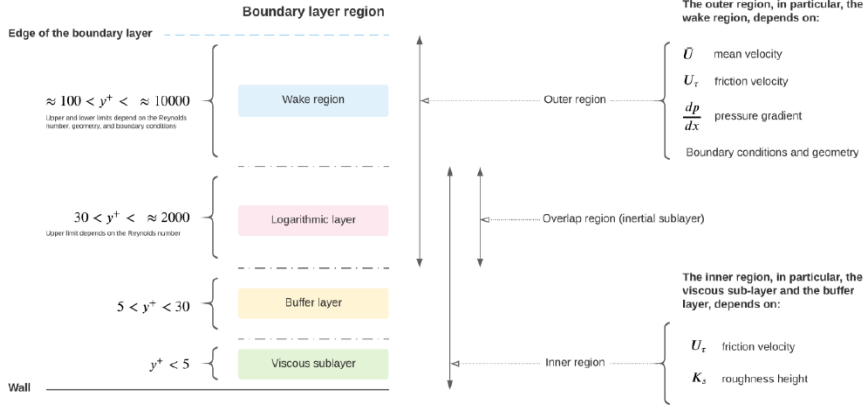 Boundary layer region
Edge of the boundary layer
≈ 100 < y⁺ < ≈ 10000
Upper and lower limits depend on the Reynolds
number, geometry, and boundary conditions
Wake region
30 < y⁺ < ≈ 2000
Upper limit depends on the Reynolds number
Logarithmic layer
5 < y⁺ < 30
Buffer layer
y⁺ < 5
Viscous sublayer
Wall
Outer region
Overlap region (inertial sublayer)
Inner region
The outer region, in particular, the
wake region, depends on:
Ū mean velocity
U_τ friction velocity
dp/dx pressure gradient
Boundary conditions and geometry
The inner region, in particular, the
viscous sub-layer and the buffer
layer, depends on:
U_τ friction velocity
K_s roughness height